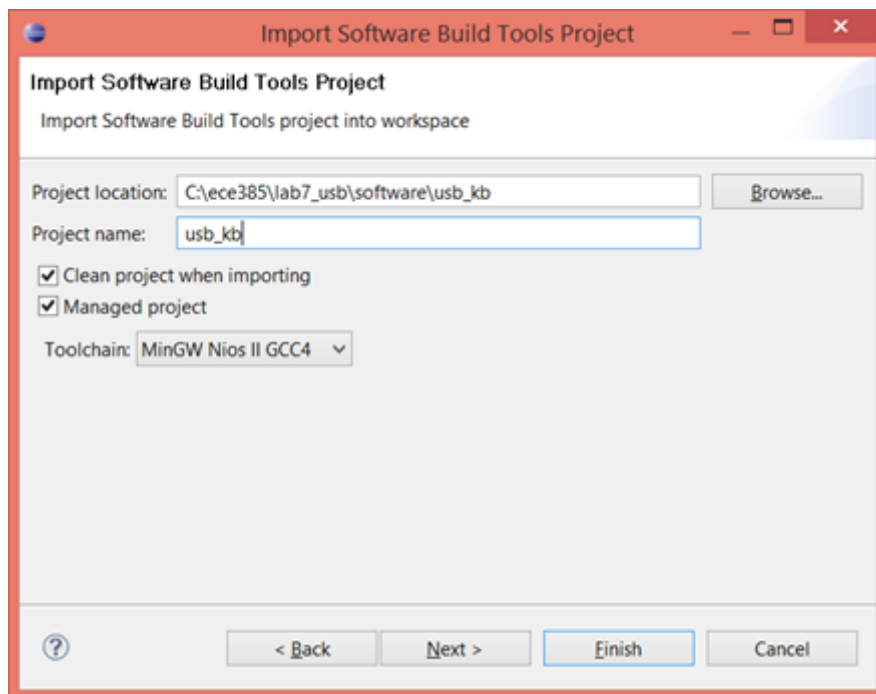 Import Software Build Tools Project
Import Software Build Tools Project
Import Software Build Tools project into workspace
Project location: C:\ece385\lab7_usb\software\usb_kb Browse...
Project name: usb_kb
Clean project when importing
Managed project
Toolchain: MinGW Nios II GCC4
? < Back Next > Finish Cancel